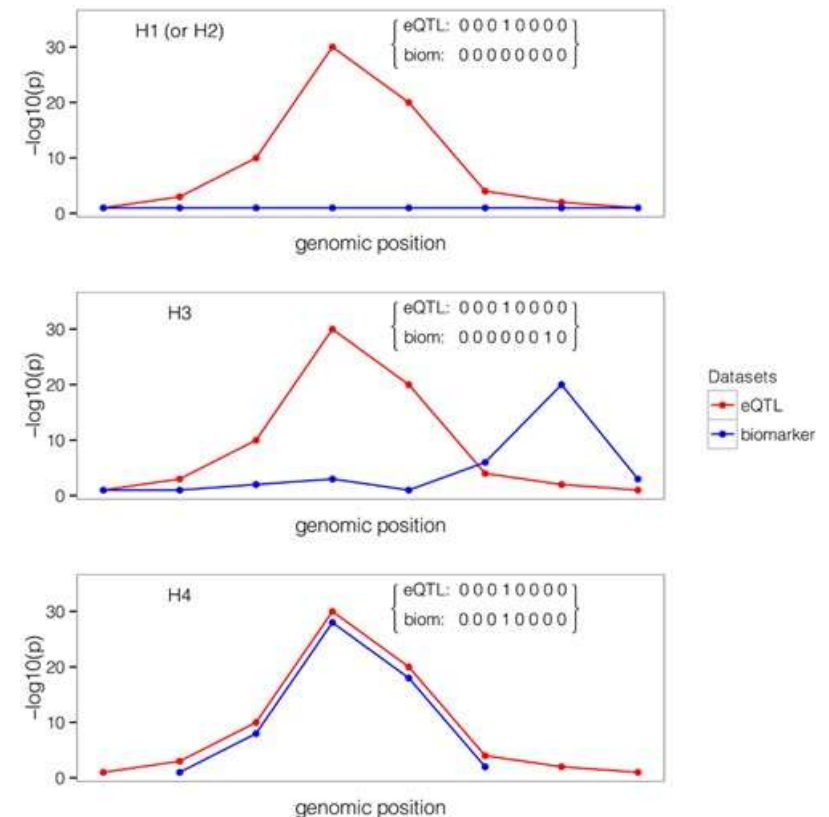 H1 (or H2)
eQTL: 0 0 0 1 0 0 0 0
biom: 0 0 0 0 0 0 0 0
30
20
10
0
−log10(p)
genomic position
H3
eQTL: 0 0 0 1 0 0 0 0
biom: 0 0 0 0 0 0 1 0
30
20
10
0
−log10(p)
genomic position
Datasets
eQTL
biomarker
H4
eQTL: 0 0 0 1 0 0 0 0
biom: 0 0 0 1 0 0 0 0
30
20
10
0
−log10(p)
genomic position